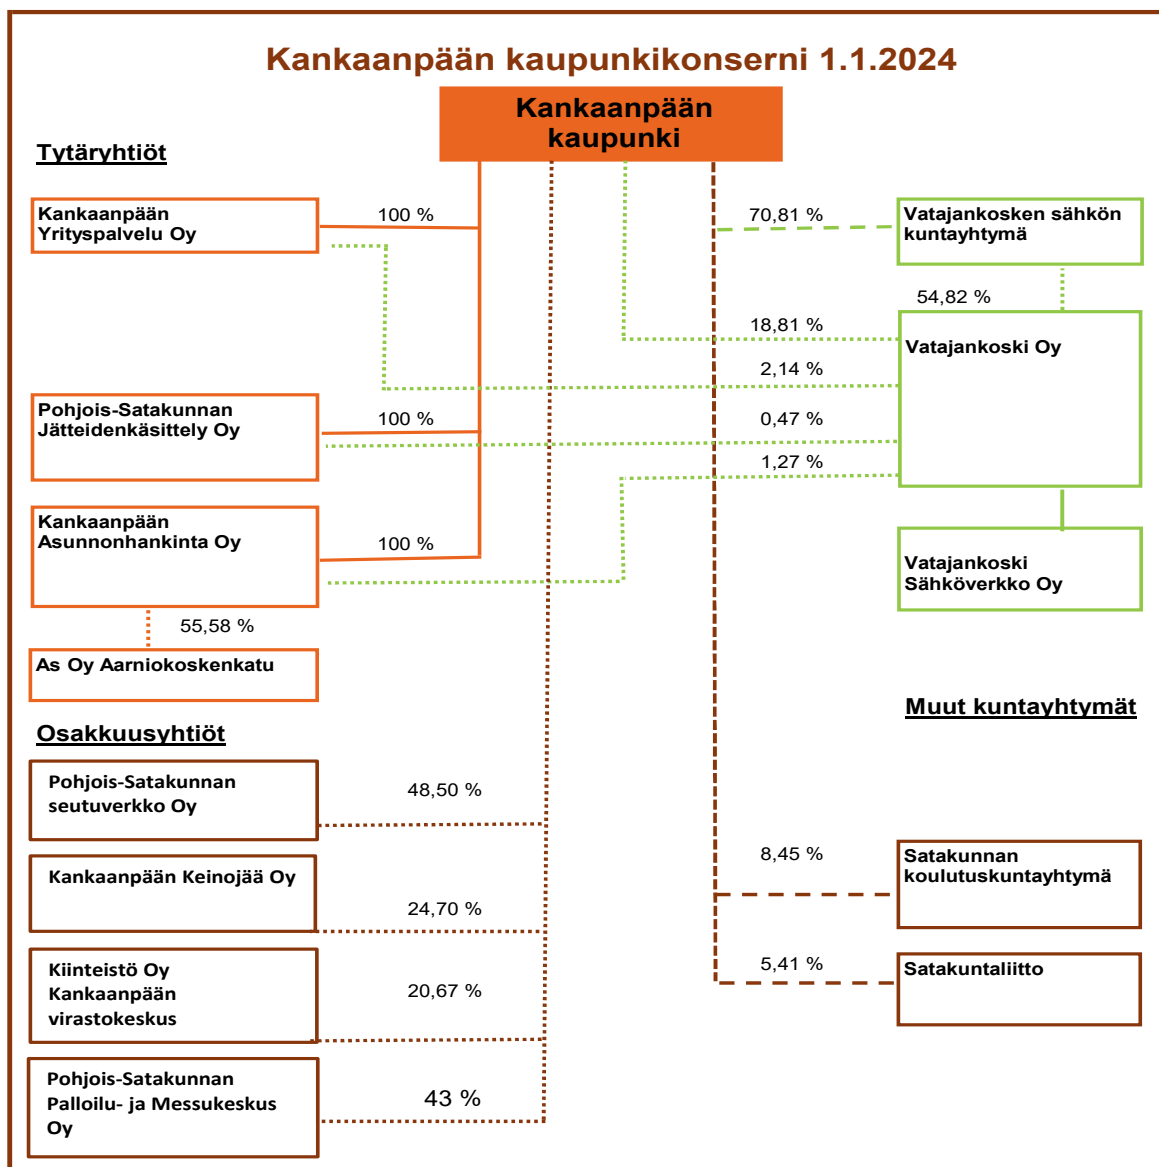 Kankaanpään kaupunkikonserni 1.1.2024
Kankaanpään
kaupunki
Tytäryhtiöt
Kankaanpään
Yrityspalvelu Oy
100 %
70,81 %
Vatajankosken sähkön
kuntayhtymä
54,82 %
18,81 %
Vatajankoski Oy
2,14 %
Pohjois-Satakunnan
Jätteidenkäsittely Oy
100 %
0,47 %
1,27 %
Kankaanpään
Asunnonhankinta Oy
100 %
Vatajankoski
Sähköverkko Oy
55,58 %
As Oy Aarniokoskenkatu
Muut kuntayhtymät
Osakkuusyhtiöt
Pohjois-Satakunnan
seutuverkko Oy
48,50 %
8,45 %
Satakunnan
koulutuskuntayhtymä
Kankaanpään Keinojää Oy
24,70 %
5,41 %
Satakuntaliitto
Kiinteistö Oy
Kankaanpään
virastokeskus
20,67 %
Pohjois-Satakunnan
Palloilu- ja Messukeskus
Oy
43 %